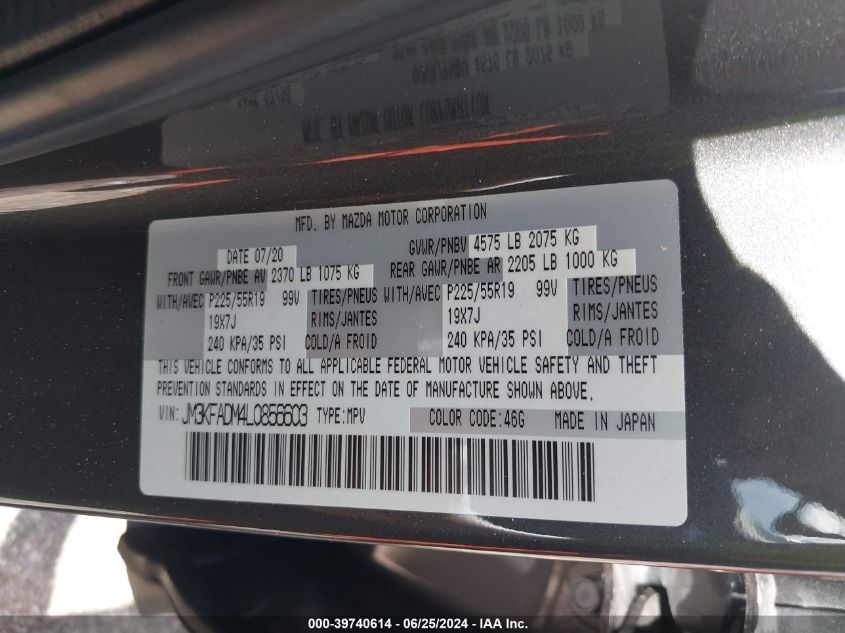 MFD. BY MAZDA MOTOR CORPORATION
DATE 07/20 GVWR/PNBV 4575 LB 2075 KG
FRONT GAWR/PNBE AV 2370 LB 1075 KG REAR GAWR/PNBE AR 2205 LB 1000 KG
WITH/AVEC P225/55R19 99V TIRES/PNEUS WITH/AVEC P225/55R19 99V TIRES/PNEUS
19X7J RIMS/JANTES 19X7J RIMS/JANTES
240 KPA/35 PSI COLD/A FROID 240 KPA/35 PSI COLD/A FROID
THIS VEHICLE CONFORMS TO ALL APPLICABLE FEDERAL MOTOR VEHICLE SAFETY AND THEFT
PREVENTION STANDARDS IN EFFECT ON THE DATE OF MANUFACTURE SHOWN ABOVE.
VIN: JM3KFADM4L0856603 TYPE:MPV COLOR CODE:46G MADE IN JAPAN
000-39740614 - 06/25/2024 - IAA, Inc.